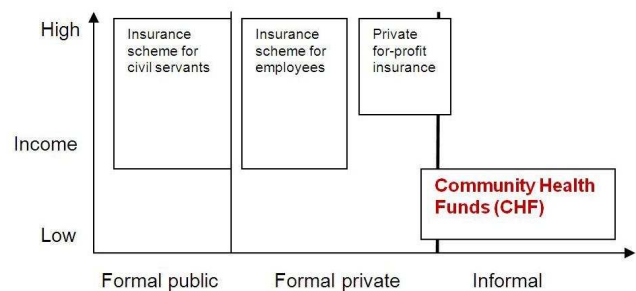 High
Insurance
scheme for
civil servants
Insurance
scheme for
employees
Private
for-profit
insurance
Income
Community Health
Funds (CHF)
Low
Formal public
Formal private
Informal